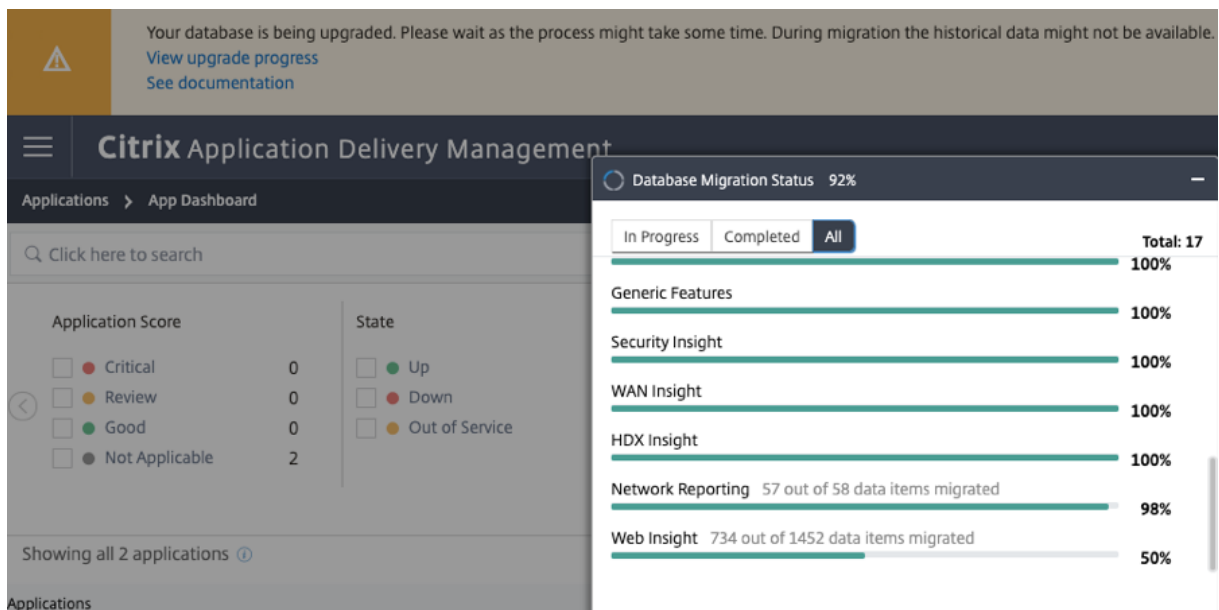 Your database is being upgraded. Please wait as the process might take some time. During migration the historical data might not be available.
View upgrade progress
See documentation
Citrix Application Delivery Management
Applications > App Dashboard
Click here to search
Application Score
Critical 0
Review 0
Good 0
Not Applicable 2
State
Up
Down
Out of Service
Showing all 2 applications
Applications
Database Migration Status 92%
In Progress Completed All
Total: 17
100%
Generic Features
100%
Security Insight
100%
WAN Insight
100%
HDX Insight
100%
Network Reporting 57 out of 58 data items migrated
98%
Web Insight 734 out of 1452 data items migrated
50%